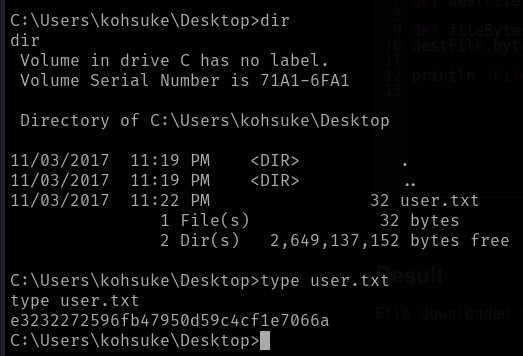 C:\Users\kohsuke\Desktop>dir
dir
 Volume in drive C has no label.
 Volume Serial Number is 71A1-6FA1

 Directory of C:\Users\kohsuke\Desktop

11/03/2017  11:19 PM    <DIR>          .
11/03/2017  11:19 PM    <DIR>          ..
11/03/2017  11:22 PM                32 user.txt
               1 File(s)             32 bytes
               2 Dir(s)   2,649,137,152 bytes free

C:\Users\kohsuke\Desktop>type user.txt
type user.txt
e3232272596fb47950d59c4cf1e7066a
C:\Users\kohsuke\Desktop>
7
8
9 def fileByte
10 destFile.byt
11
12 println "Fil
13
Result
File downloaded